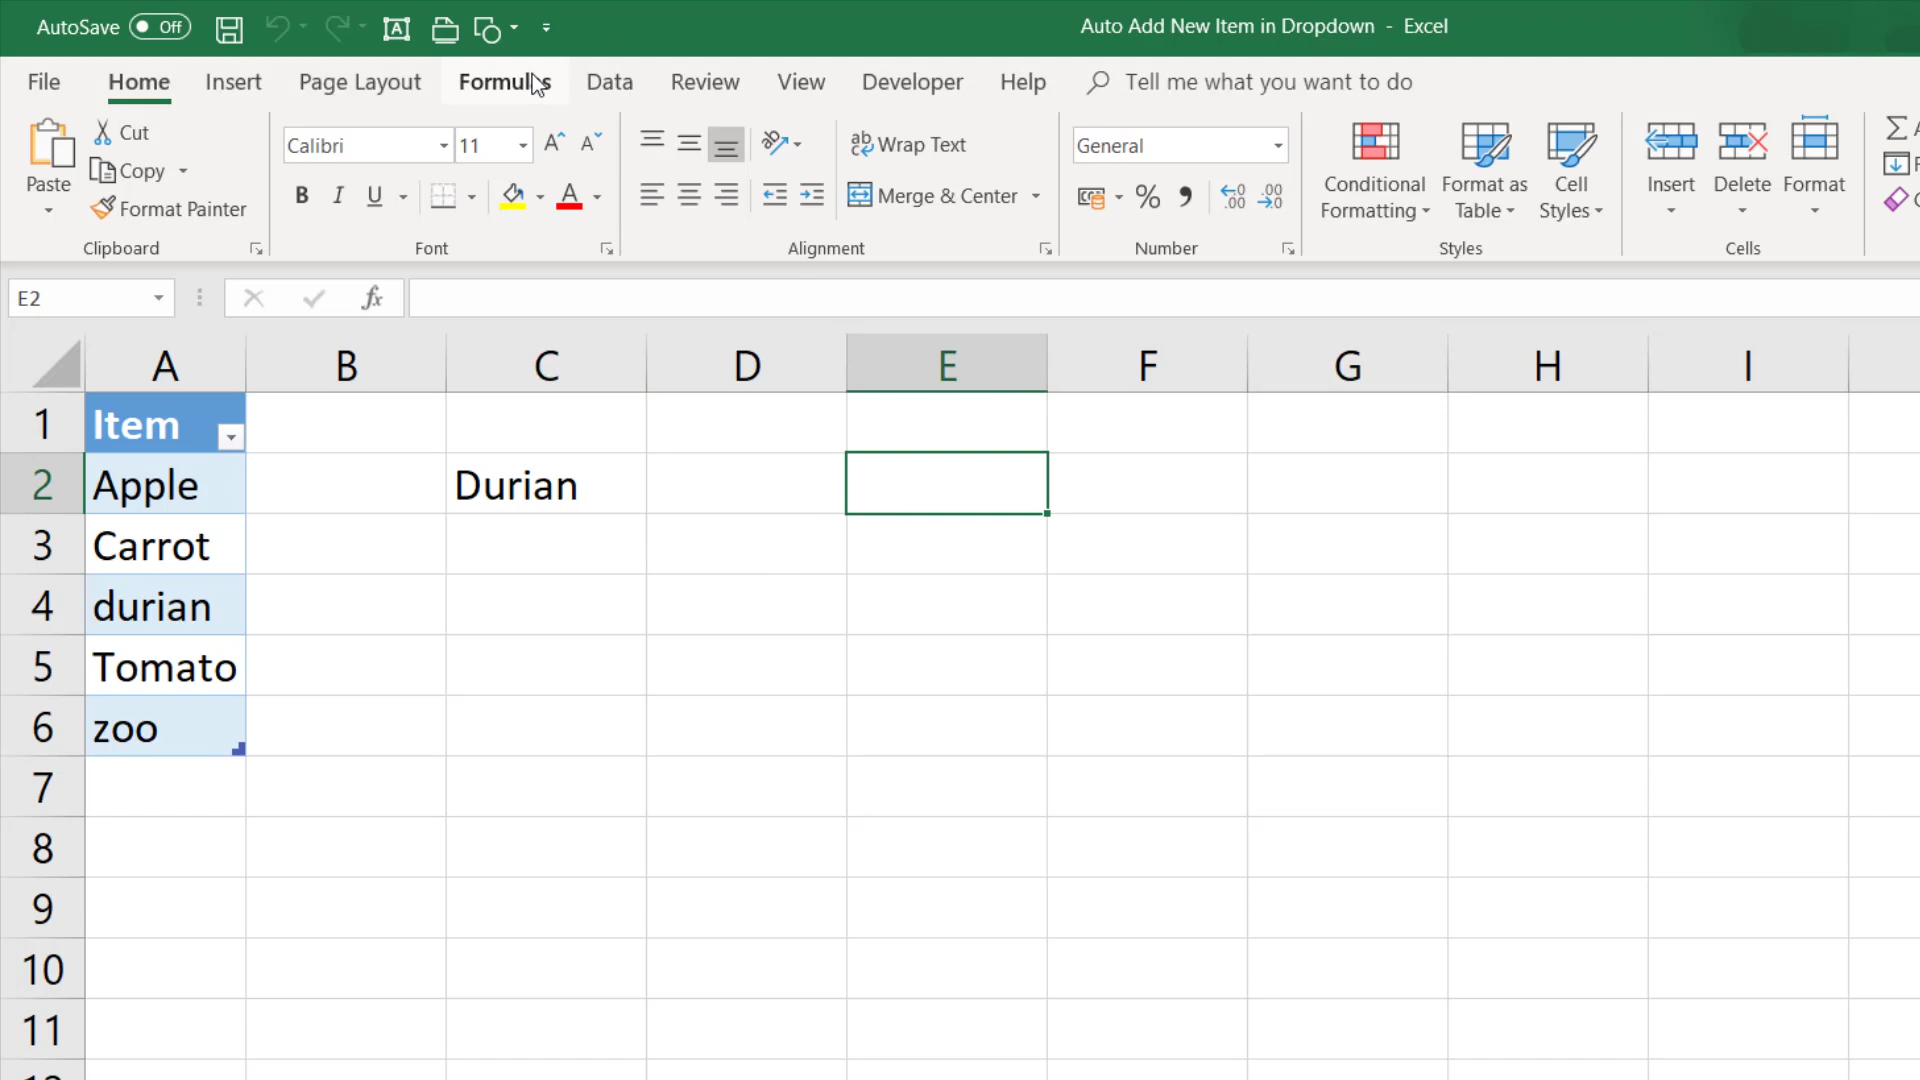 AutoSave Off
Auto Add New Item in Dropdown - Excel
File Home Insert Page Layout Formulas Data Review View Developer Help Tell me what you want to do
Paste
Cut
Copy
Format Painter
Clipboard
Calibri 11
B I U
Font
Wrap Text
Merge & Center
Alignment
General
Number
Conditional
Formatting
Format as
Table
Cell
Styles
Styles
Insert
Delete
Format
Cells
E2
fx
A B C D E F G H I
1 Item
2 Apple Durian
3 Carrot
4 durian
5 Tomato
6 zoo
7
8
9
10
11